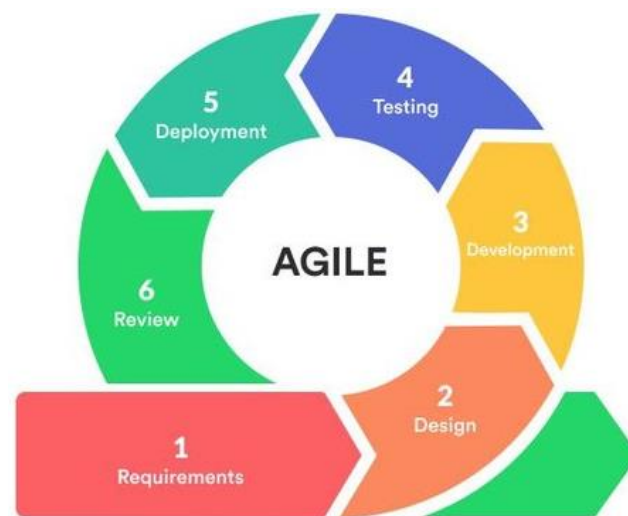 AGILE
1
Requirements
2
Design
3
Development
4
Testing
5
Deployment
6
Review